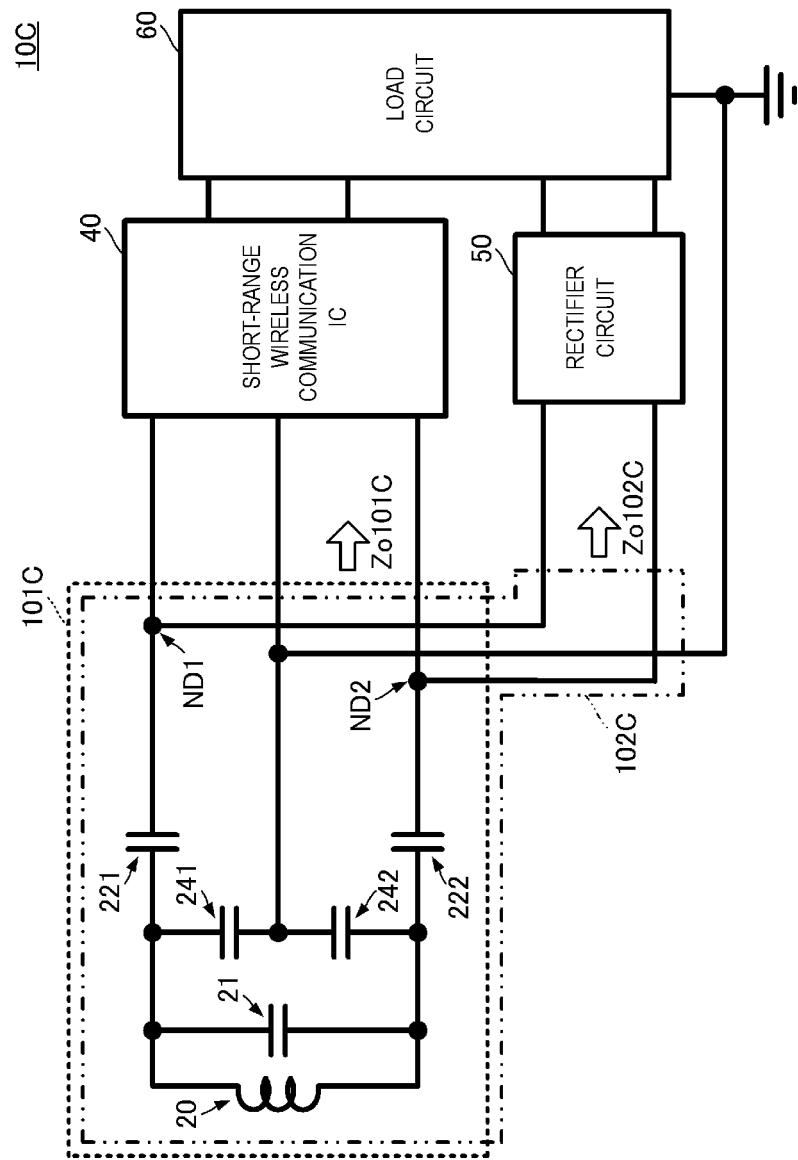 10C
60
LOAD
CIRCUIT
40
SHORT-RANGE
WIRELESS
COMMUNICATION
IC
50
RECTIFIER
CIRCUIT
Zo101C
Zo102C
101C
ND1
ND2
102C
221
241
242
222
21
20